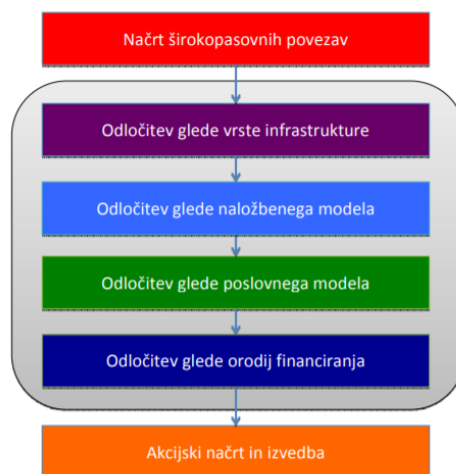 Načrt širokopasovnih povezav
Odločitev glede vrste infrastrukture
Odločitev glede naložbenega modela
Odločitev glede poslovnega modela
Odločitev glede orodij financiranja
Akcijski načrt in izvedba